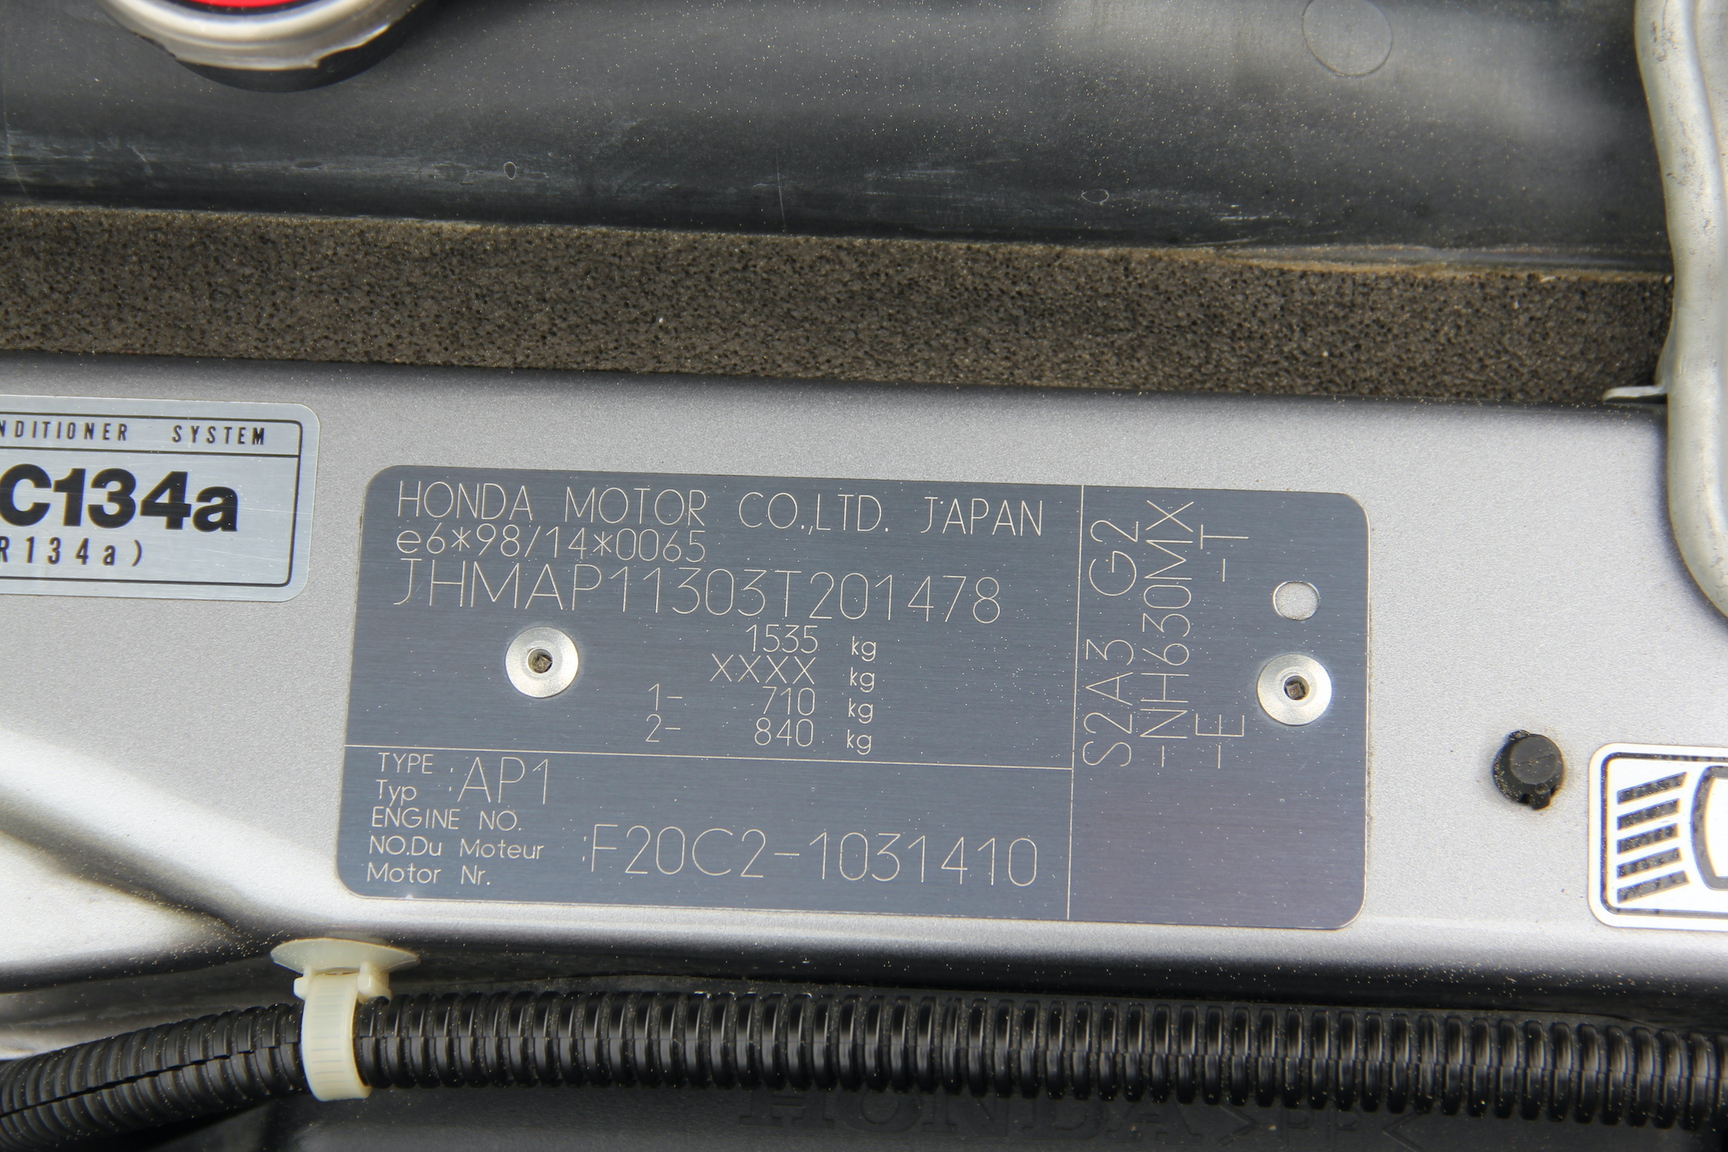 NDITIONER SYSTEM
C134a
R134a)
HONDA MOTOR CO.,LTD. JAPAN
e6*98/14*0065
JHMAP11303T201478
1535 kg
XXXX kg
1- 710 kg
2- 840 kg
TYPE
Typ
:AP1
ENGINE NO.
NO.Du Moteur
Motor Nr.
:F20C2-1031410
S2A3 G2
-NH630MX
-E -T
HONDA